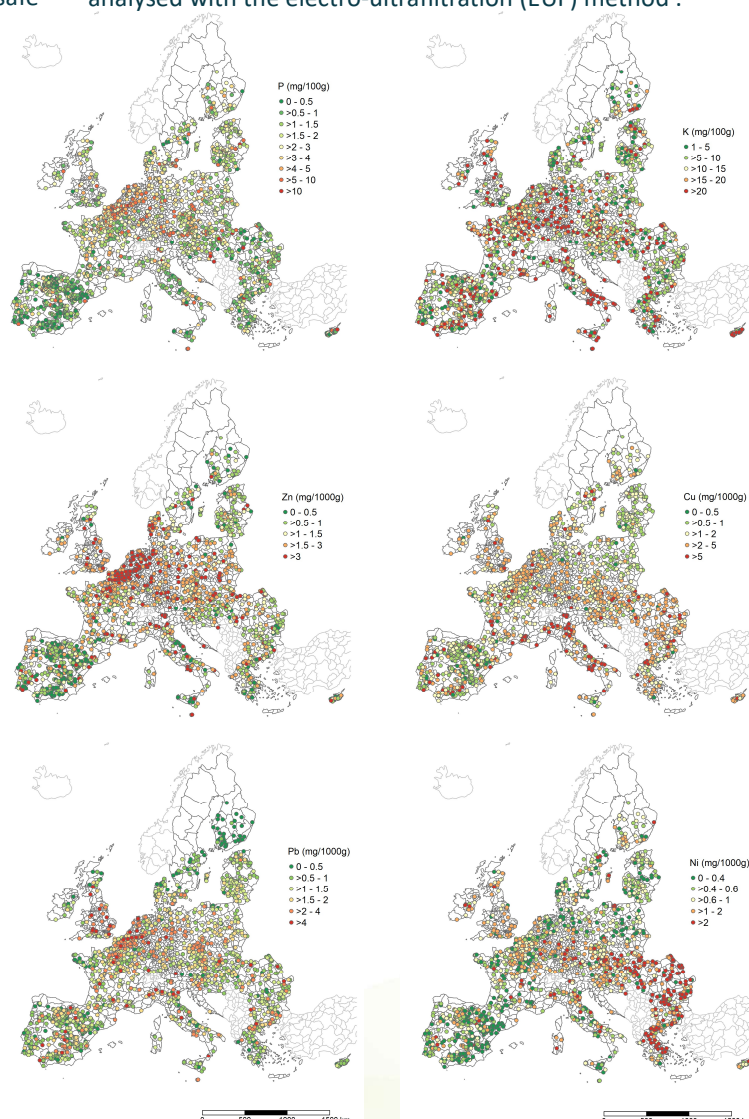 analysed with the electro-ultrafiltration (EUF) method .
P (mg/100g)
0 - 0.5
>0.5 - 1
>1 - 1.5
>1.5 - 2
>2 - 3
>3 - 4
>4 - 5
>5 - 10
>10
K (mg/100g)
1 - 5
>5 - 10
>10 - 15
>15 - 20
>20
Zn (mg/1000g)
0 - 0.5
>0.5 - 1
>1 - 1.5
>1.5 - 3
>3
Cu (mg/1000g)
0 - 0.5
>0.5 - 1
>1 - 2
>2 - 5
>5
Pb (mg/1000g)
0 - 0.5
>0.5 - 1
>1 - 1.5
>1.5 - 2
>2 - 4
>4
Ni (mg/1000g)
0 - 0.4
>0.4 - 0.6
>0.6 - 1
>1 - 2
>2